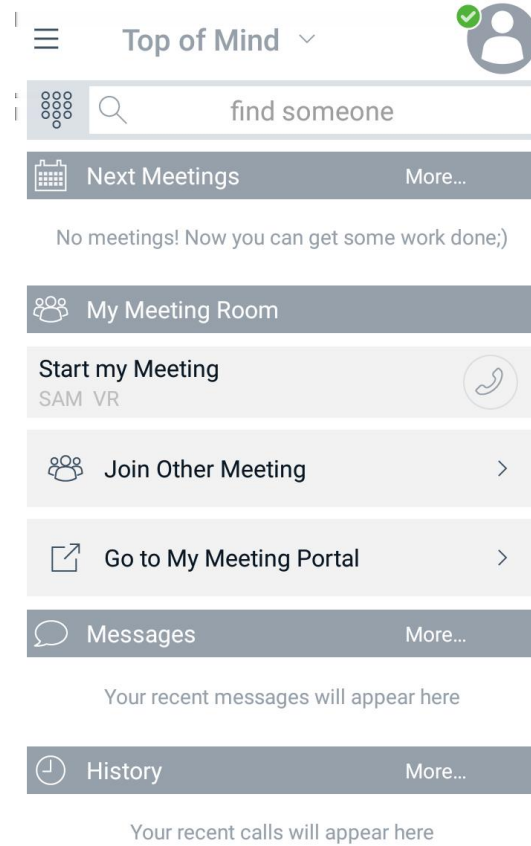 Top of Mind
find someone
Next Meetings More...
No meetings! Now you can get some work done;)
My Meeting Room
Start my Meeting
SAM VR
Join Other Meeting
Go to My Meeting Portal
Messages More...
Your recent messages will appear here
History More...
Your recent calls will appear here